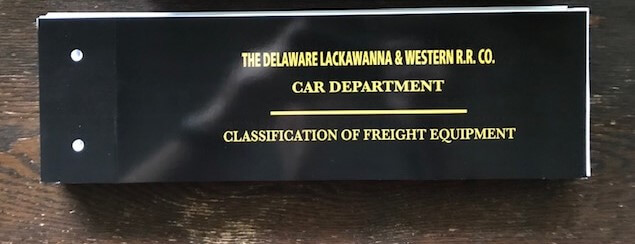 THE DELAWARE LACKAWANNA & WESTERN R.R. CO.
CAR DEPARTMENT
CLASSIFICATION OF FREIGHT EQUIPMENT